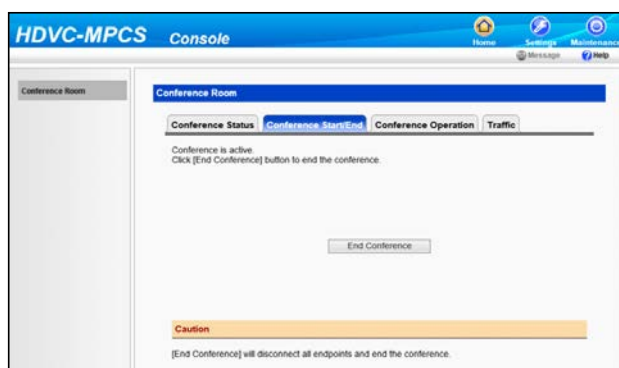 HDVC-MPCS Console
Home Settings Maintenance
Message Help
Conference Room
Conference Room
Conference Status Conference Start/End Conference Operation Traffic
Conference is active.
Click [End Conference] button to end the conference.
End Conference
Caution
[End Conference] will disconnect all endpoints and end the conference.